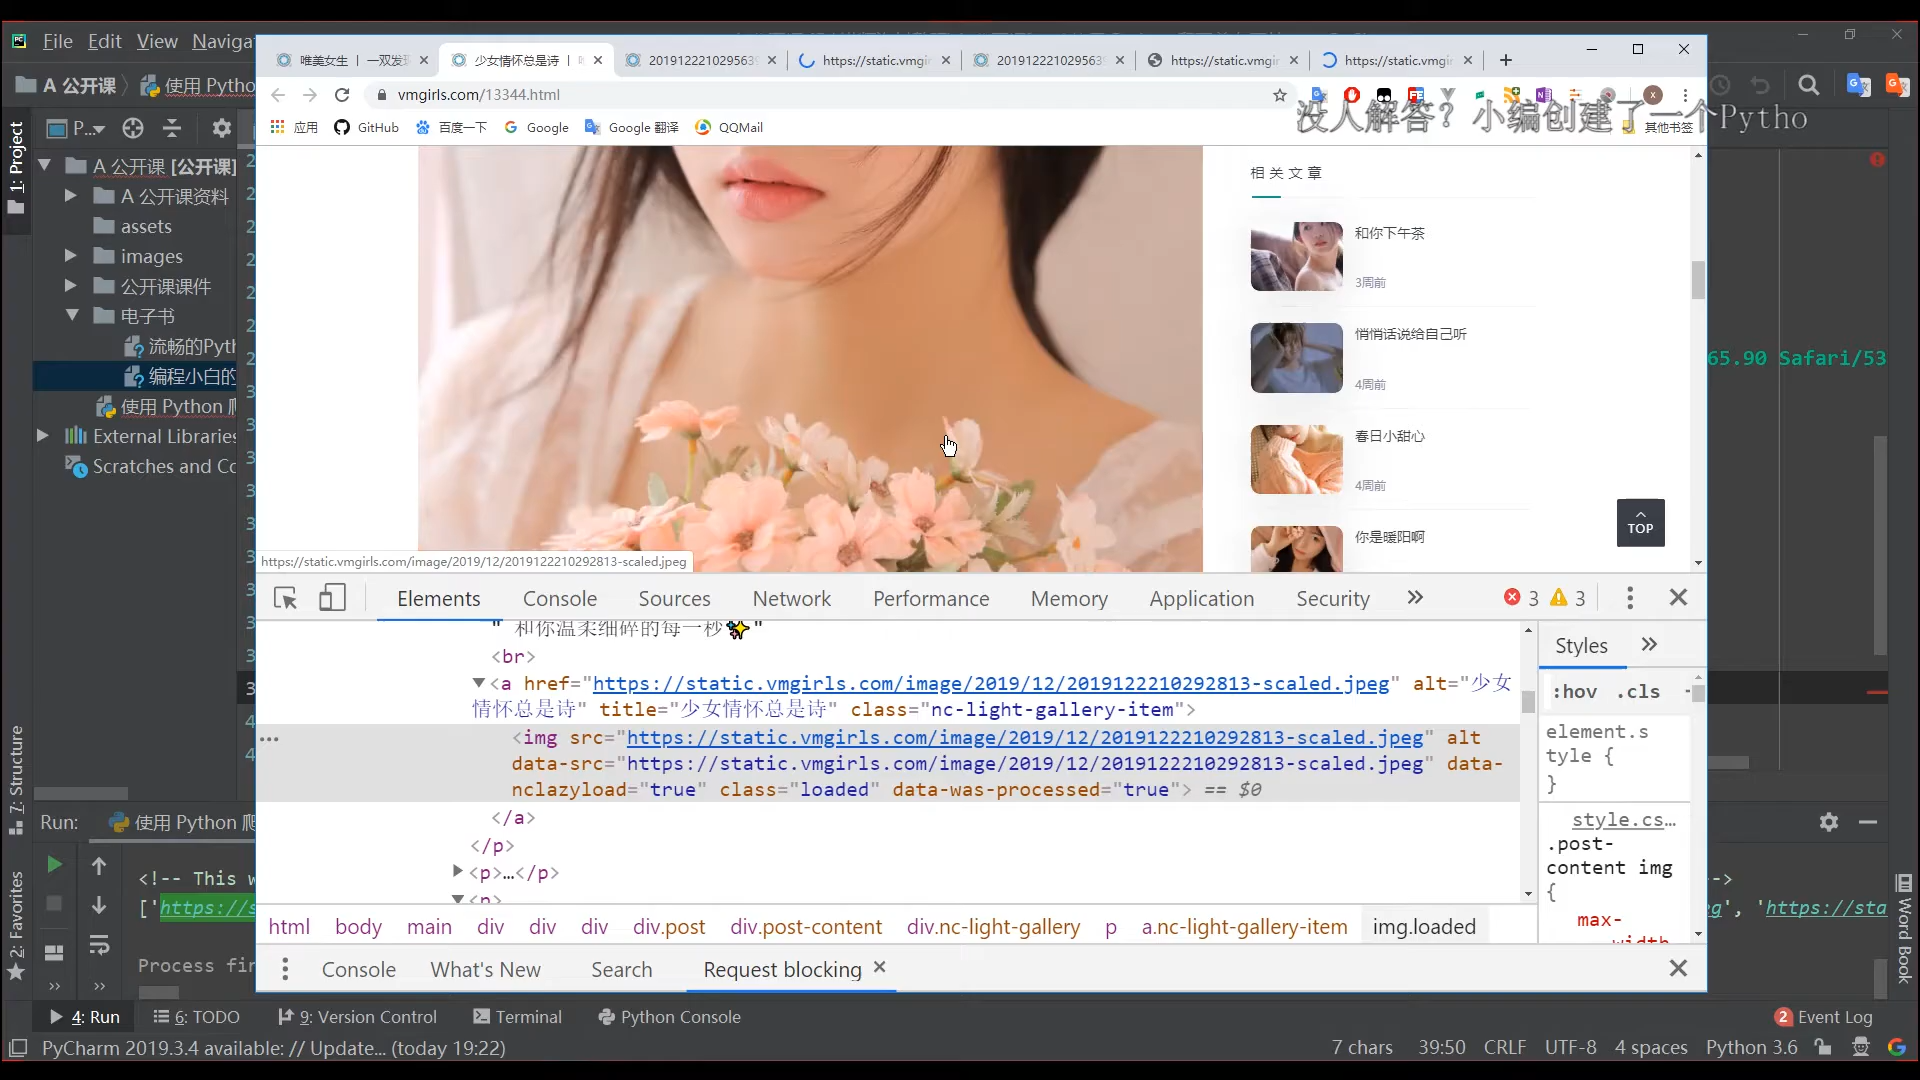 File Edit View Naviga
唯美女生 | 一双发现
少女情怀总是诗 |
2019122210295639
https://static.vmgir
2019122210295639
https://static.vmgir
https://static.vmgir
A 公开课
使用 Pytho
vmgirls.com/13344.html
没人解答？小编创建了一个Pytho
应用
GitHub
百度一下
Google
Google 翻译
QQMail
其他书签
1: Project
P...
A 公开课 [公开课]
A 公开课资料
assets
images
公开课课件
电子书
流畅的Pyth
编程小白的
使用 Python 爬
External Libraries
Scratches and Co
相关文章
和你下午茶
3周前
悄悄话说给自己听
4周前
春日小甜心
4周前
你是暖阳啊
TOP
65.90 Safari/53
https://static.vmgirls.com/image/2019/12/2019122210292813-scaled.jpeg
Elements Console Sources Network Performance Memory Application Security » 3 3
" 和你温柔细碎的每一秒✨"
<br>
<a href="https://static.vmgirls.com/image/2019/12/2019122210292813-scaled.jpeg" alt="少女
情怀总是诗" title="少女情怀总是诗" class="nc-light-gallery-item">
<img src="https://static.vmgirls.com/image/2019/12/2019122210292813-scaled.jpeg" alt
data-src="https://static.vmgirls.com/image/2019/12/2019122210292813-scaled.jpeg" data-
nclazyload="true" class="loaded" data-was-processed="true"> == $0
</a>
</p>
<p>…</p>
<p>
Styles »
:hov .cls
element.s
tyle {
}
style.cs…
.post-
content img
{
max-
width
html body main div div div div.post div.post-content div.nc-light-gallery p a.nc-light-gallery-item img.loaded
Console What's New Search Request blocking
7: Structure
2: Favorites
Run: 使用 Python 爬
<!-- This w
-->
['https://s
eg', 'https://sta
Process fin
Word Book
4: Run 6: TODO 9: Version Control Terminal Python Console
2 Event Log
PyCharm 2019.3.4 available: // Update... (today 19:22)
7 chars 39:50 CRLF UTF-8 4 spaces Python 3.6